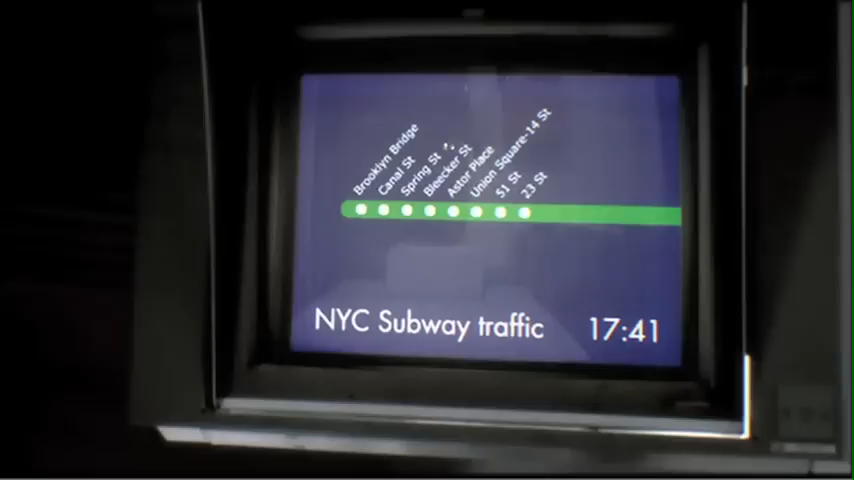 Brooklyn Bridge
Canal St
Spring St
Bleecker St
Astor Place
Union Square-14 St
51 St
23 St
NYC Subway traffic
17:41